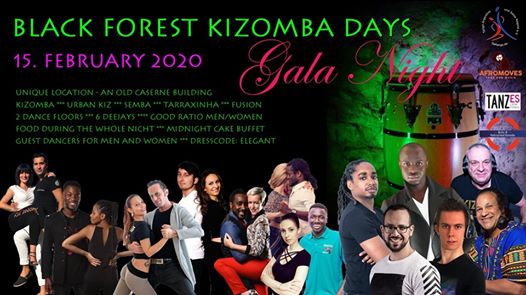 BLACK FOREST KIZOMBA DAYS
15. FEBRUARY 2020
Gala Night
UNIQUE LOCATION - AN OLD CASERNE BUILDING
KIZOMBA *** URBAN KIZ *** SEMBA *** TARRAXINHA *** FUSION
2 DANCE FLOORS *** 6 DEEJAYS **** GOOD RATIO MEN/WOMEN
FOOD DURING THE WHOLE NICHT *** MIDNIGHT CAKE BUFFET
GUEST DANCERS FOR MEN AND WOMEN *** DRESSCODE: ELEGANT
AFROMOVES
TANZES